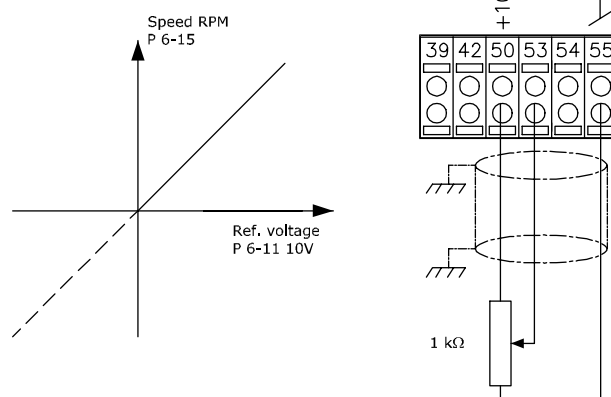 Speed RPM
P 6-15
Ref. voltage
P 6-11 10V
39 42 50 53 54 55
1 kΩ